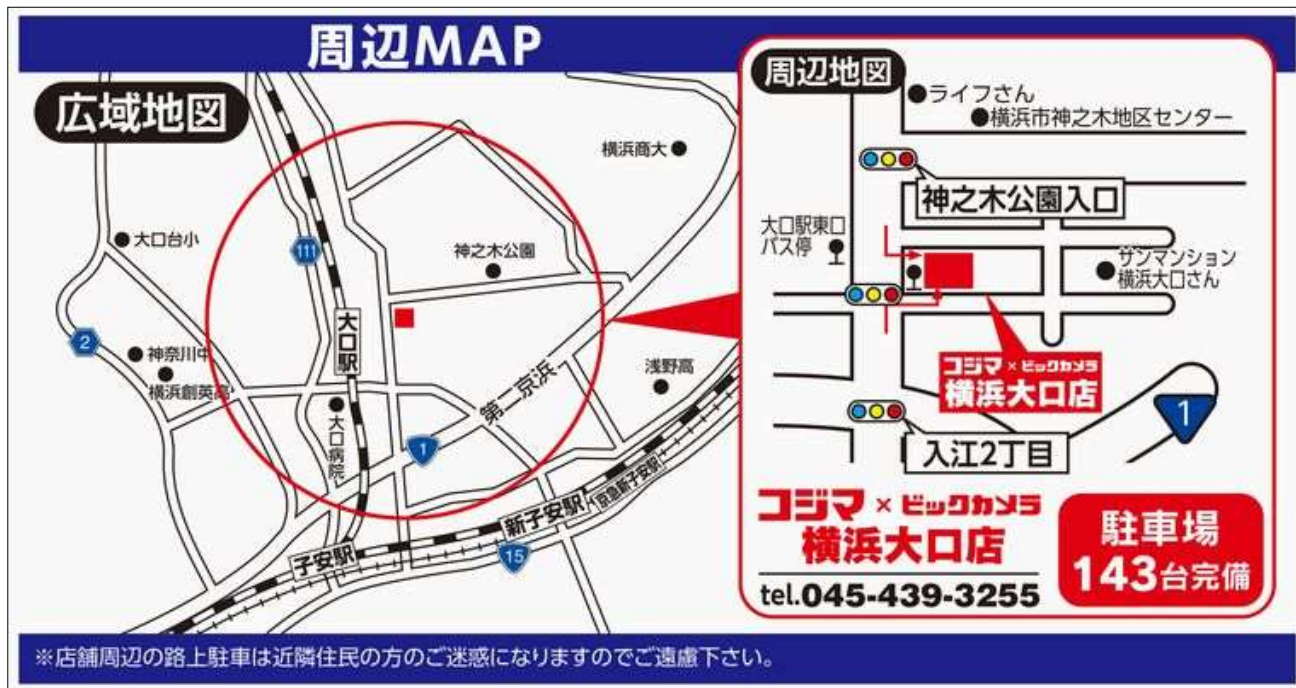 周辺MAP
広域地図
横浜商大
大口台小
111
神之木公園
大口駅
2
神奈川中
横浜創英高
浅野高
第二京浜
大口病院
1
京急新子安駅
新子安駅
15
子安駅
周辺地図
ライフさん
横浜市神之木地区センター
神之木公園入口
大口駅東口
バス停
サンマンション
横浜大口さん
コジマ×ビックカメラ
横浜大口店
1
入江2丁目
コジマ×ビックカメラ
横浜大口店
tel.045-439-3255
駐車場
143台完備
※店舗周辺の路上駐車は近隣住民の方のご迷惑になりますのでご遠慮下さい。